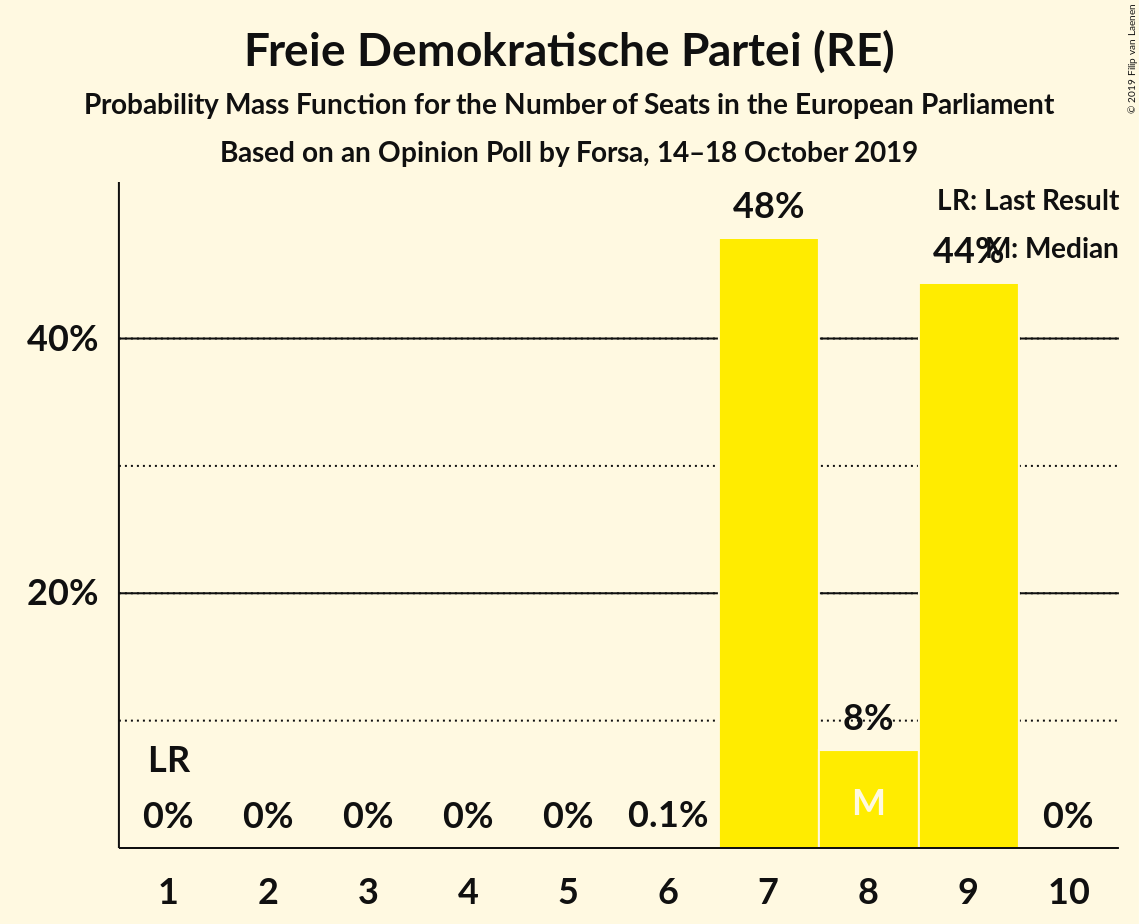 Freie Demokratische Partei (RE)
Probability Mass Function for the Number of Seats in the European Parliament
Based on an Opinion Poll by Forsa, 14–18 October 2019
© 2019 Filip van Laenen
LR: Last Result
M: Median
48%
44%
40%
20%
8%
LR
M
0% 0% 0% 0% 0% 0.1% 0%
1 2 3 4 5 6 7 8 9 10